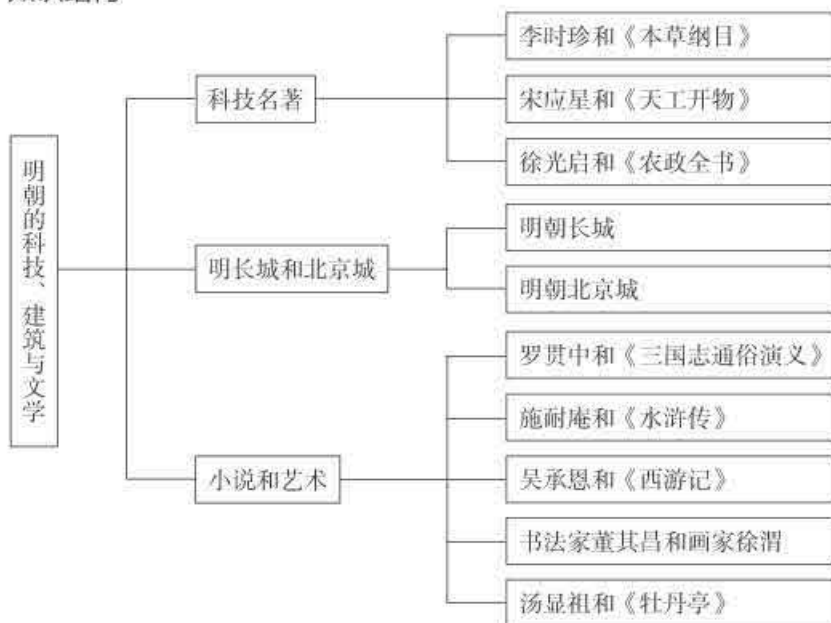 明朝的科技、建筑与文学
科技名著
李时珍和《本草纲目》
宋应星和《天工开物》
徐光启和《农政全书》
明长城和北京城
明朝长城
明朝北京城
小说和艺术
罗贯中和《三国志通俗演义》
施耐庵和《水浒传》
吴承恩和《西游记》
书法家董其昌和画家徐渭
汤显祖和《牡丹亭》